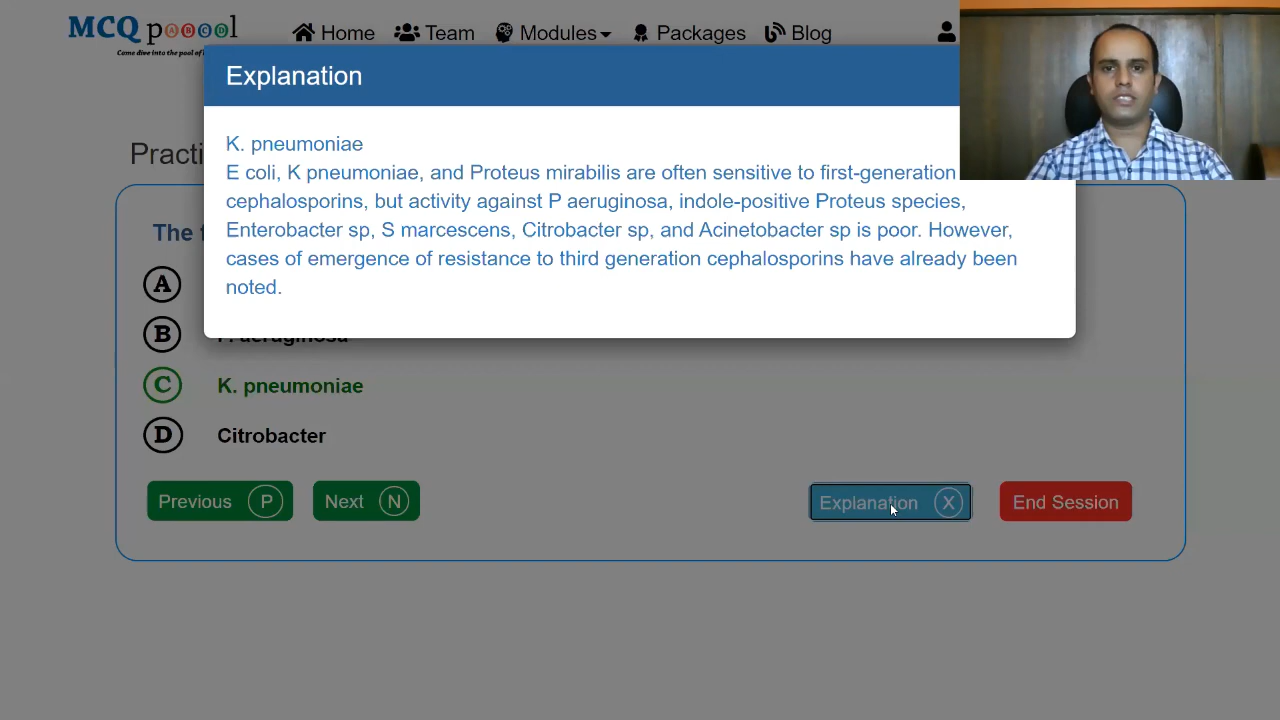 MCQ pooool
Home Team Modules Packages Blog
Come dive into the pool of
Explanation
K. pneumoniae
E coli, K pneumoniae, and Proteus mirabilis are often sensitive to first-generation
cephalosporins, but activity against P aeruginosa, indole-positive Proteus species,
Enterobacter sp, S marcescens, Citrobacter sp, and Acinetobacter sp is poor. However,
cases of emergence of resistance to third generation cephalosporins have already been
noted.
Practi
The f
A
B P. aeruginosa
C K. pneumoniae
D Citrobacter
Previous P Next N Explanation X End Session